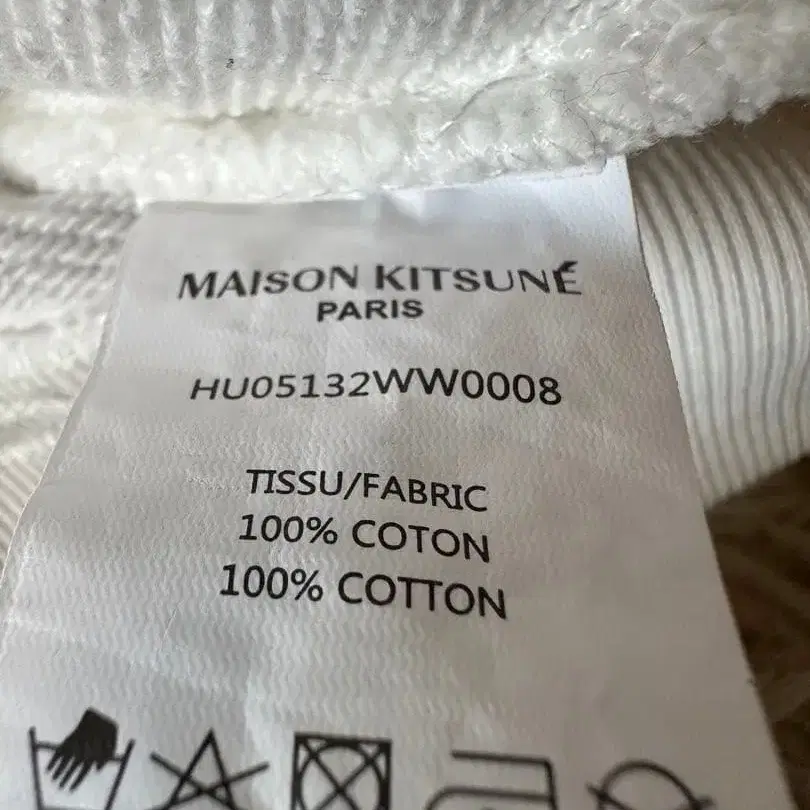 MAISON KITSUNÉ
PARIS
HU05132WW0008
TISSU/FABRIC
100% COTON
100% COTTON